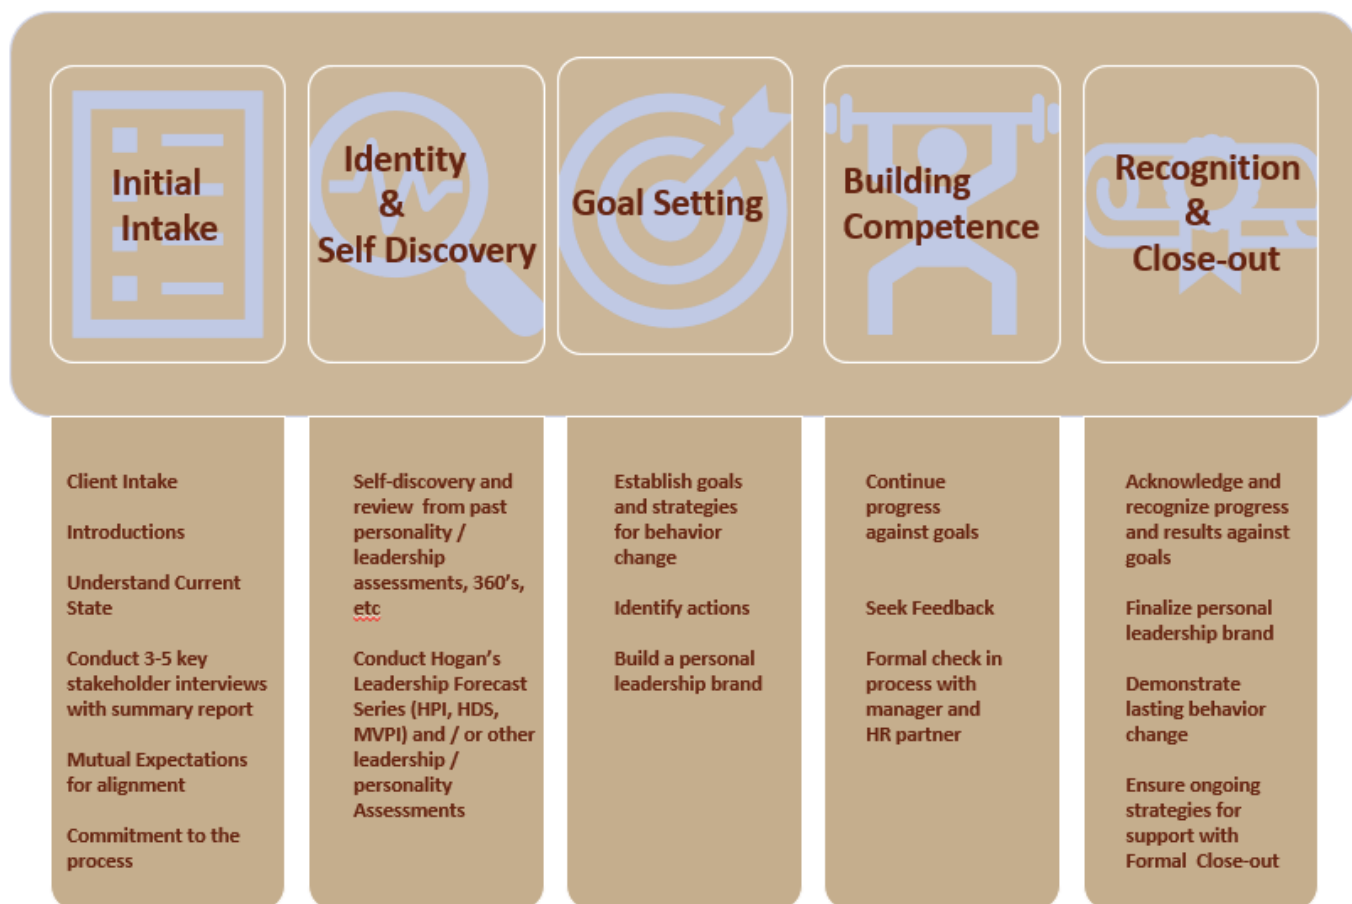 Initial
Intake
Identity
&
Self Discovery
Goal Setting
Building
Competence
Recognition
&
Close-out
Client Intake
Introductions
Understand Current
State
Conduct 3-5 key
stakeholder interviews
with summary report
Mutual Expectations
for alignment
Commitment to the
process
Self-discovery and
review  from past
personality /
leadership
assessments, 360’s,
etc
Conduct Hogan’s
Leadership Forecast
Series (HPI, HDS,
MVPI) and / or other
leadership /
personality
Assessments
Establish goals
and strategies
for behavior
change
Identify actions
Build a personal
leadership brand
Continue
progress
against goals
Seek Feedback
Formal check in
process with
manager and
HR partner
Acknowledge and
recognize progress
and results against
goals
Finalize personal
leadership brand
Demonstrate
lasting behavior
change
Ensure ongoing
strategies for
support with
Formal  Close-out